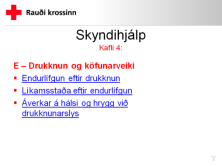 Rauði krossinn
Skyndihjálp
Kafli 4:
E – Drukknun og köfunarveiki
Endurlífgun eftir drukknun
Líkamsstaða eftir endurlífgun
Áverkar á hálsi og hrygg við
drukknunarslys